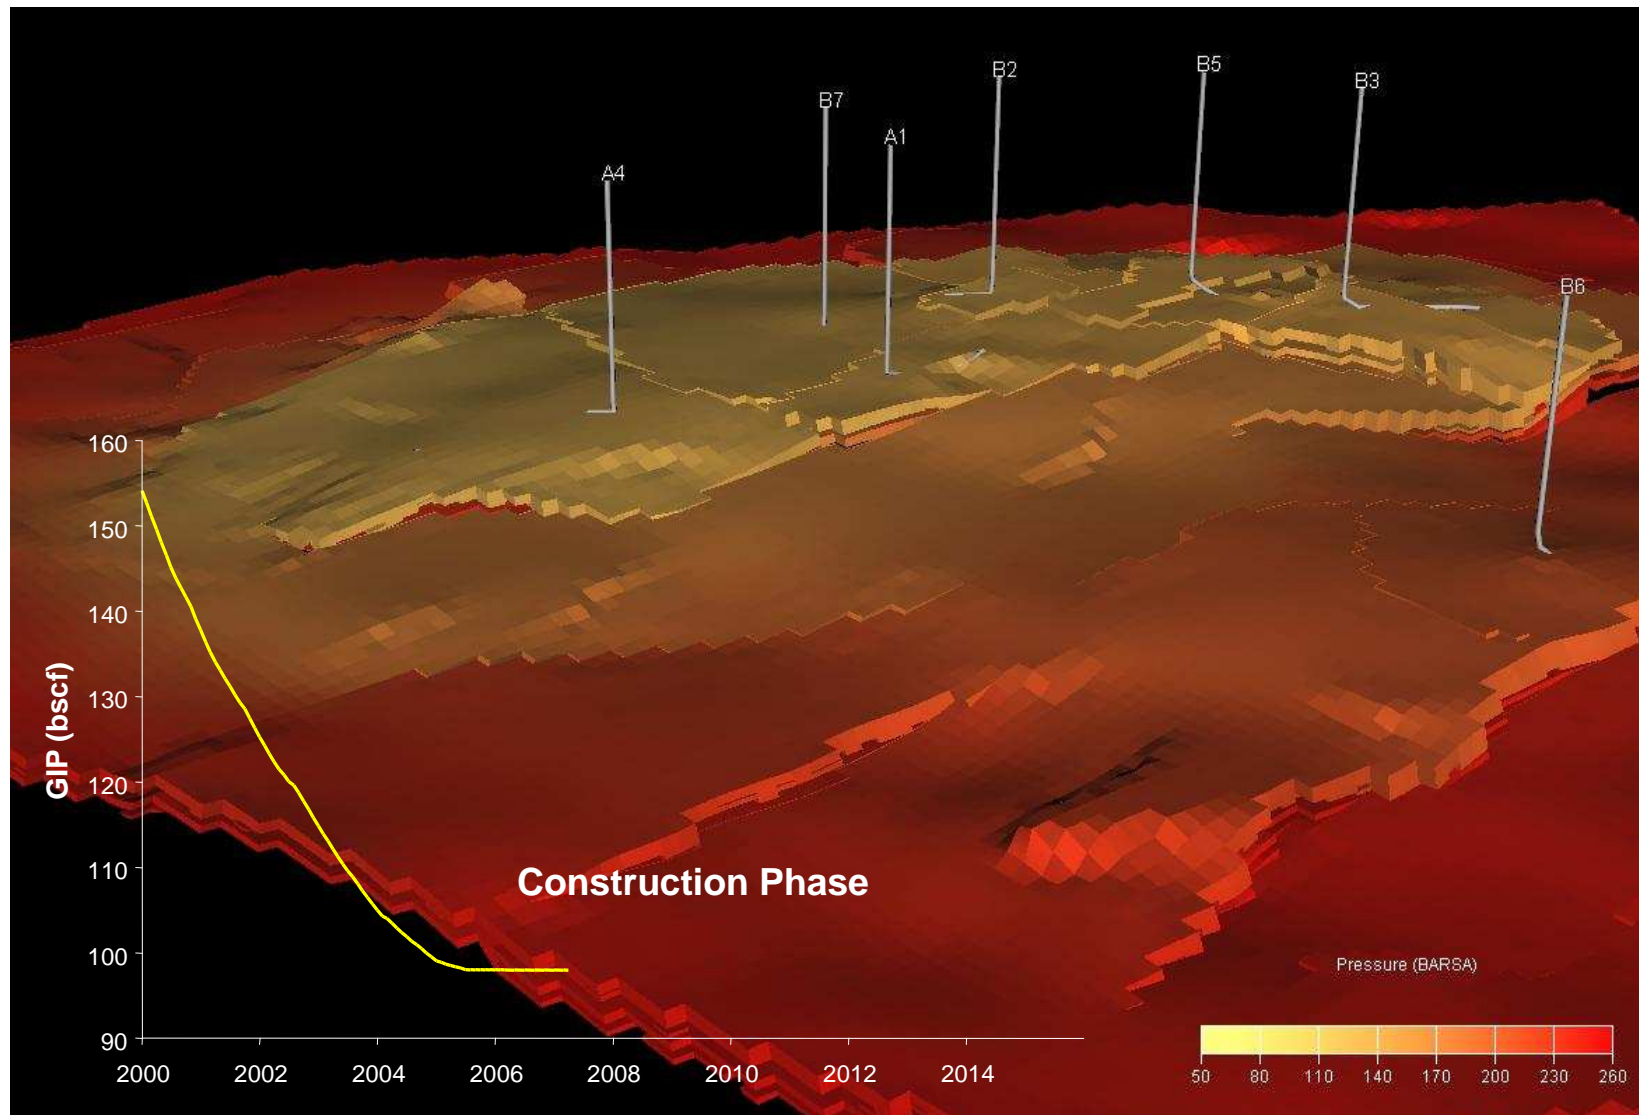 B2
B5
B3
B7
A1
A4
B6
160
150
140
130
120
110
100
90
GIP (bscf)
Construction Phase
2000 2002 2004 2006 2008 2010 2012 2014
Pressure (BARSA)
50 80 110 140 170 200 230 260